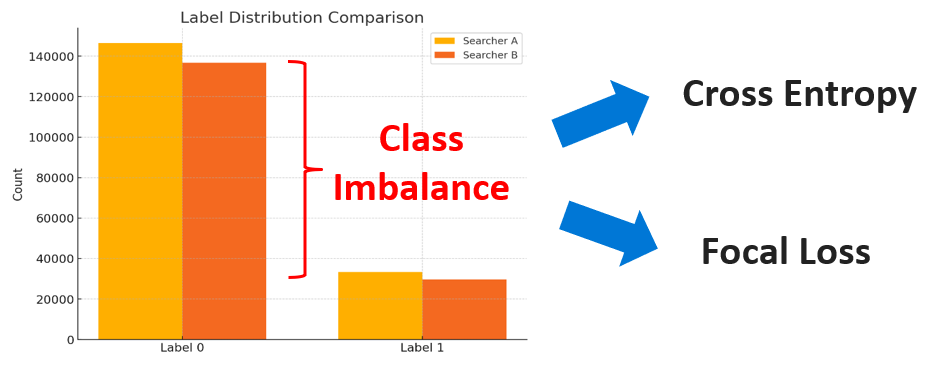 Label Distribution Comparison
Searcher A
Searcher B
140000
120000
100000
80000
60000
40000
20000
0
Count
Label 0
Label 1
Class
Imbalance
Cross Entropy
Focal Loss